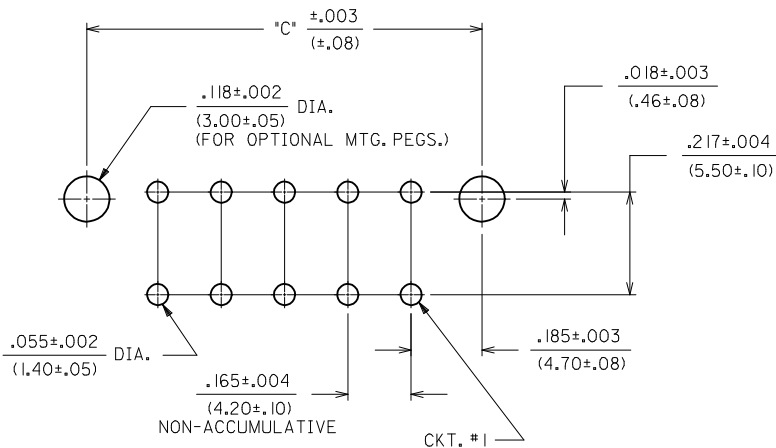 "C" ±.003
(±.08)
.118±.002 DIA.
(3.00±.05)
(FOR OPTIONAL MTG. PEGS.)
.018±.003
(.46±.08)
.217±.004
(5.50±.10)
.055±.002 DIA.
(1.40±.05)
.165±.004
(4.20±.10)
NON-ACCUMULATIVE
.185±.003
(4.70±.08)
CKT. #1